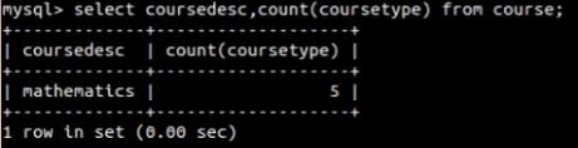 mysql> select coursedesc,count(coursetype) from course;
+-------------+-------------------+
| coursedesc | count(coursetype) |
+-------------+-------------------+
| mathematics | 5 |
+-------------+-------------------+
1 row in set (0.00 sec)